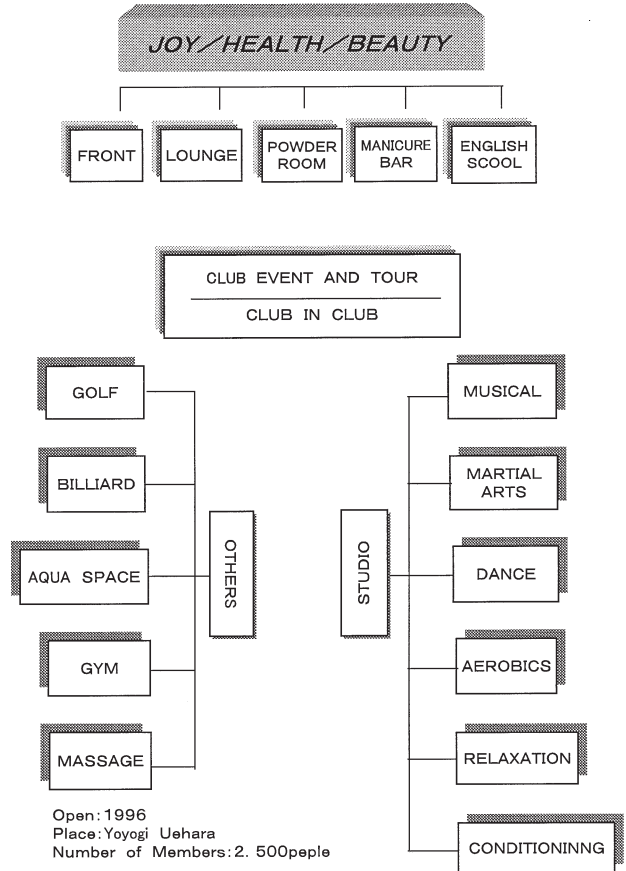 JOY/HEALTH/BEAUTY
FRONT
LOUNGE
POWDER
ROOM
MANICURE
BAR
ENGLISH
SCOOL
CLUB EVENT AND TOUR
CLUB IN CLUB
GOLF
BILLIARD
AQUA SPACE
GYM
MASSAGE
OTHERS
STUDIO
MUSICAL
MARTIAL
ARTS
DANCE
AEROBICS
RELAXATION
CONDITIONINNG
Open:1996
Place:Yoyogi Uehara
Number of Members:2. 500peple